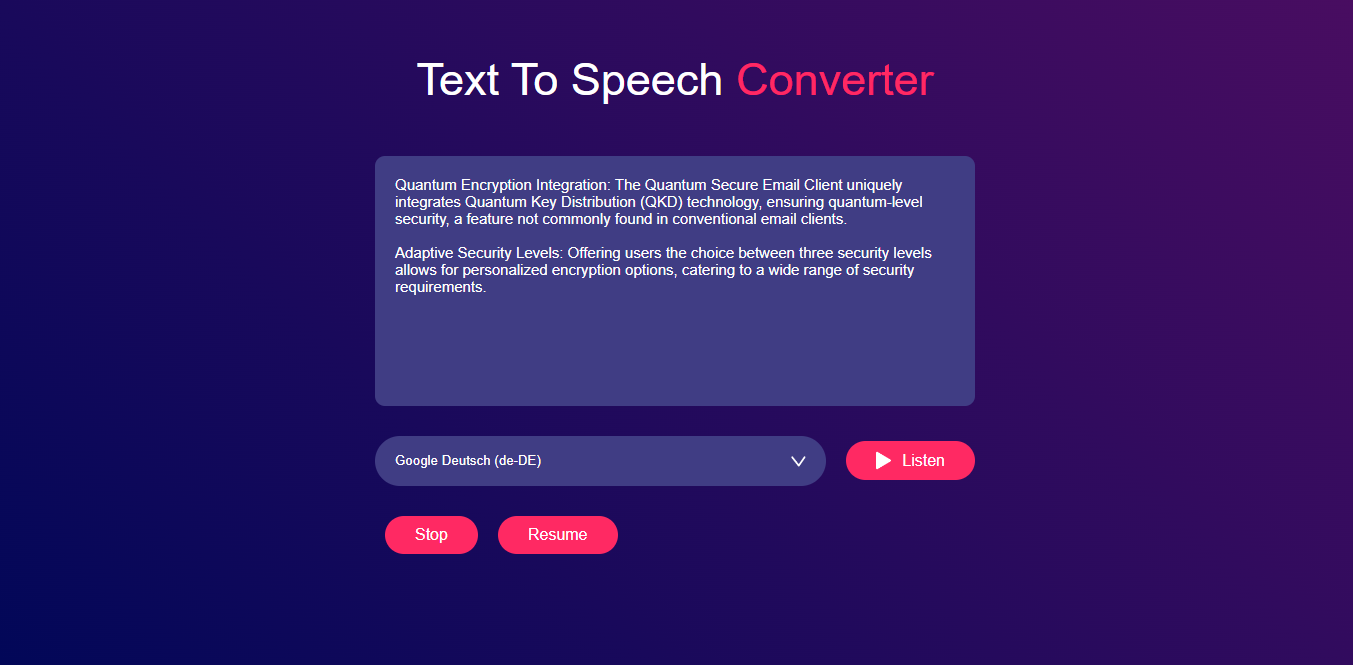 Text To Speech Converter
Quantum Encryption Integration: The Quantum Secure Email Client uniquely
integrates Quantum Key Distribution (QKD) technology, ensuring quantum-level
security, a feature not commonly found in conventional email clients.
Adaptive Security Levels: Offering users the choice between three security levels
allows for personalized encryption options, catering to a wide range of security
requirements.
Google Deutsch (de-DE)
Listen
Stop
Resume